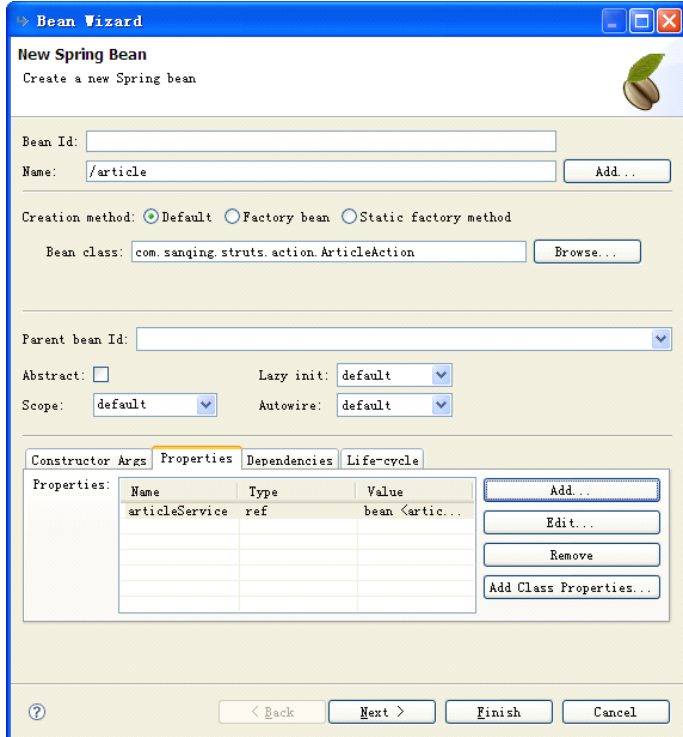 Bean Wizard
New Spring Bean
Create a new Spring bean
Bean Id:
Name: /article Add...
Creation method: Default Factory bean Static factory method
Bean class: com.sanqing.struts.action.ArticleAction Browse...
Parent bean Id:
Abstract: Lazy init: default
Scope: default Autowire: default
Constructor Args Properties Dependencies Life-cycle
Properties: Name Type Value Add...
articleService ref bean <artic...
Edit...
Remove
Add Class Properties...
? < Back Next > Finish Cancel